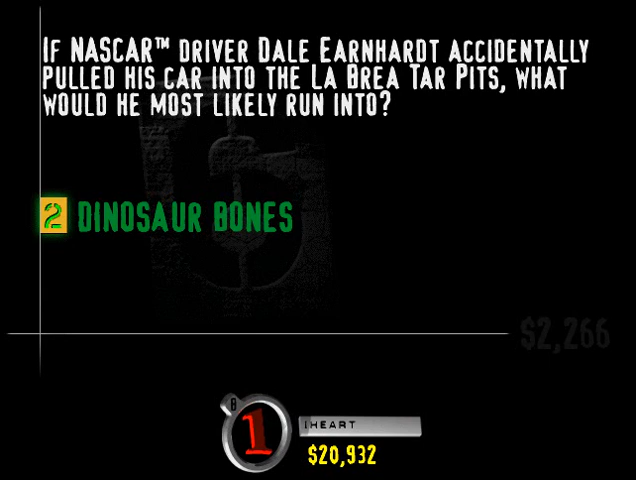 IF NASCAR™ DRIVER DALE EARNHARDT ACCIDENTALLY
PULLED HIS CAR INTO THE LA BREA TAR PITS, WHAT
WOULD HE MOST LIKELY RUN INTO?
2 DINOSAUR BONES
$2,266
1
IHEART
$20,932